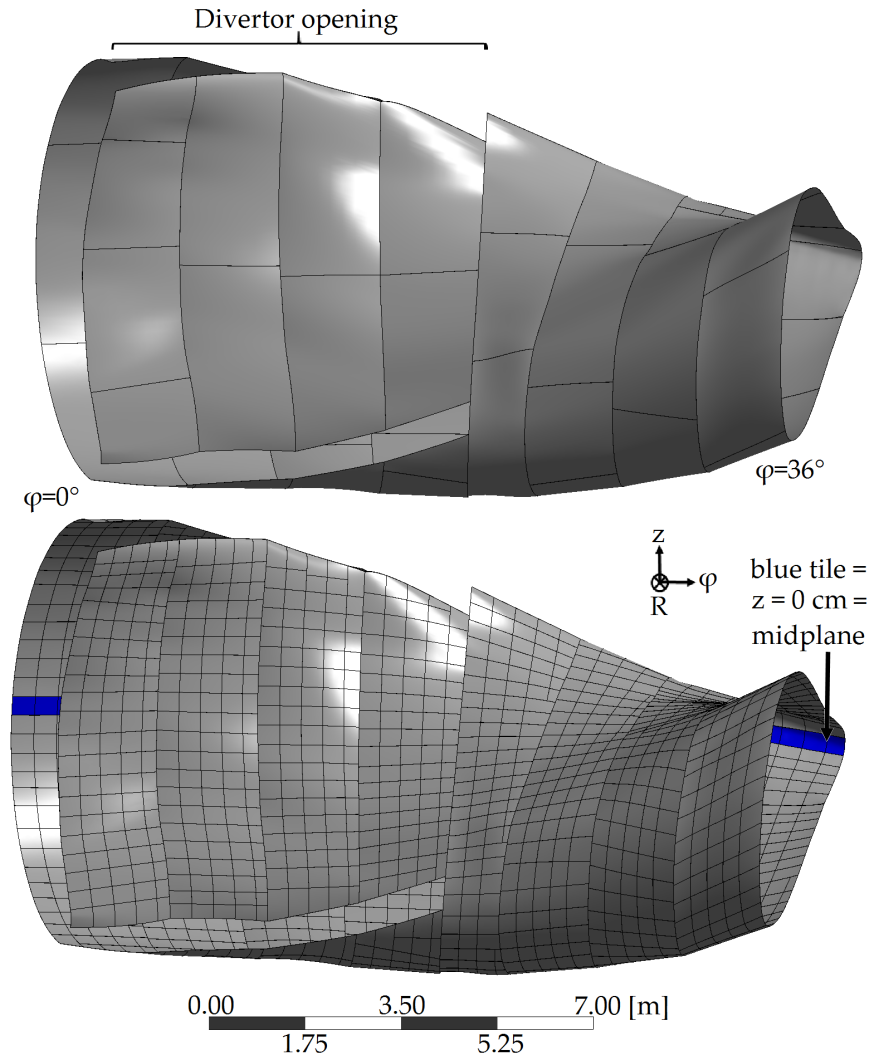 Divertor opening
φ=0°
φ=36°
z
φ
R
blue tile =
z = 0 cm =
midplane
0.00 3.50 7.00 [m]
1.75 5.25